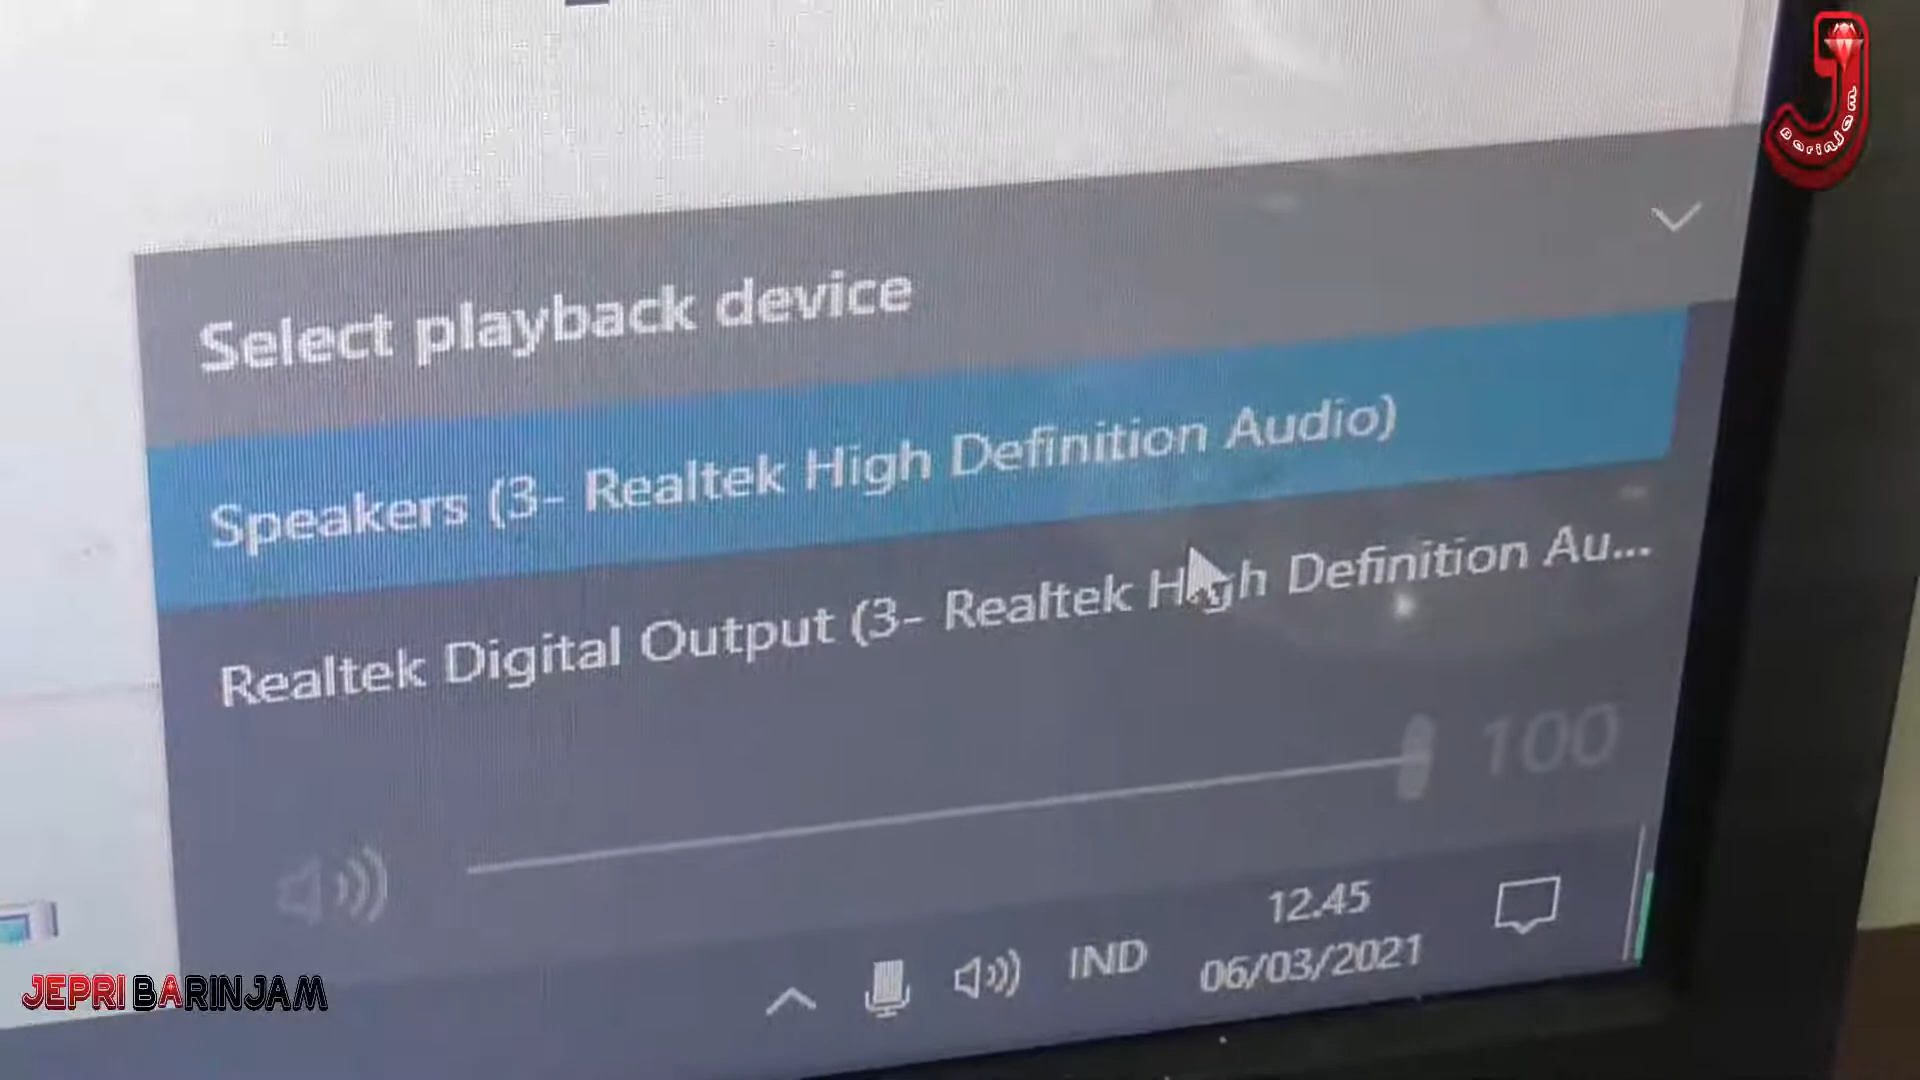 J
Barinjam
Select playback device
Speakers (3- Realtek High Definition Audio)
Realtek Digital Output (3- Realtek High Definition Au...
100
12.45
IND
06/03/2021
JEPRI BARINJAM